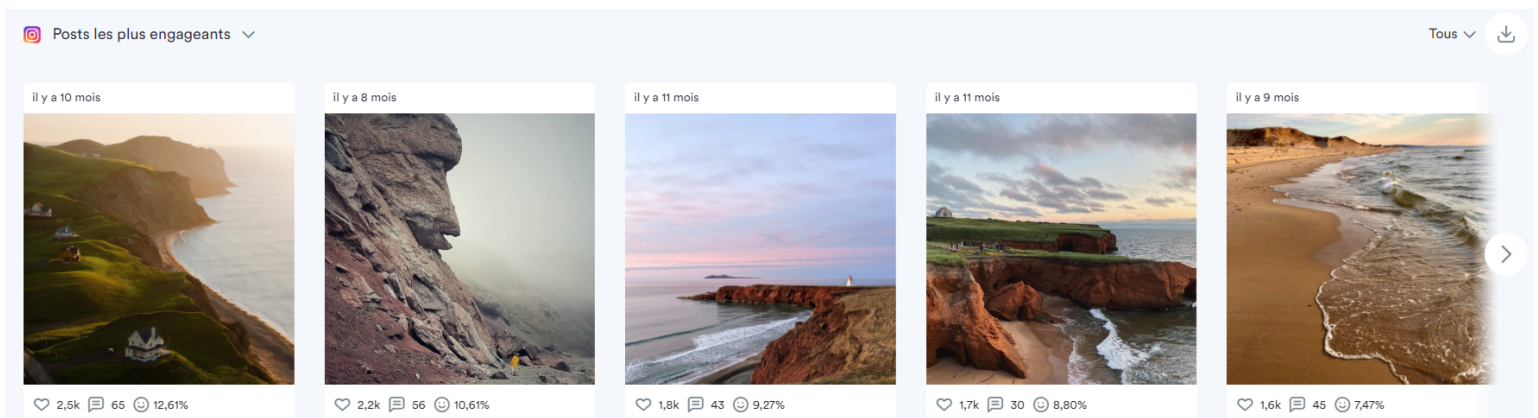 Posts les plus engageants
Tous
il y a 10 mois
il y a 8 mois
il y a 11 mois
il y a 11 mois
il y a 9 mois
2,5k 65 12,61%
2,2k 56 10,61%
1,8k 43 9,27%
1,7k 30 8,80%
1,6k 45 7,47%